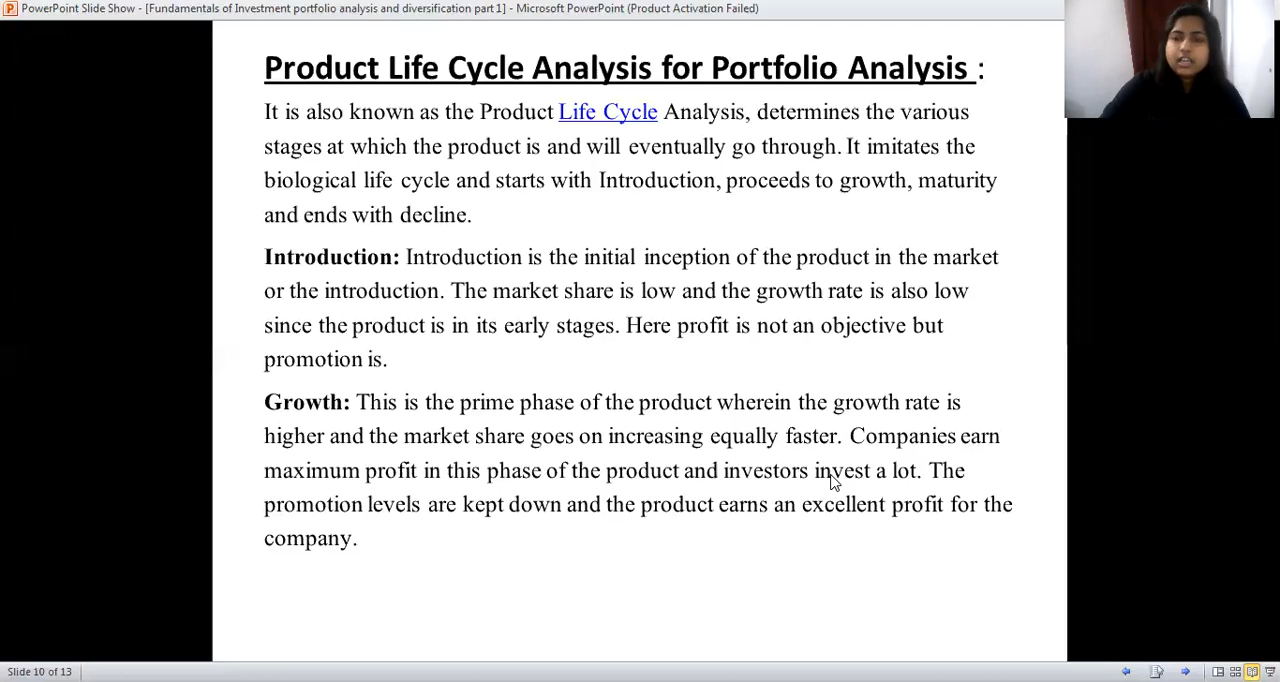 PowerPoint Slide Show - [Fundamentals of Investment portfolio analysis and diversification part 1] - Microsoft PowerPoint (Product Activation Failed)
Product Life Cycle Analysis for Portfolio Analysis :
It is also known as the Product Life Cycle Analysis, determines the various
stages at which the product is and will eventually go through. It imitates the
biological life cycle and starts with Introduction, proceeds to growth, maturity
and ends with decline.
Introduction: Introduction is the initial inception of the product in the market
or the introduction. The market share is low and the growth rate is also low
since the product is in its early stages. Here profit is not an objective but
promotion is.
Growth: This is the prime phase of the product wherein the growth rate is
higher and the market share goes on increasing equally faster. Companies earn
maximum profit in this phase of the product and investors invest a lot. The
promotion levels are kept down and the product earns an excellent profit for the
company.
Slide 10 of 13